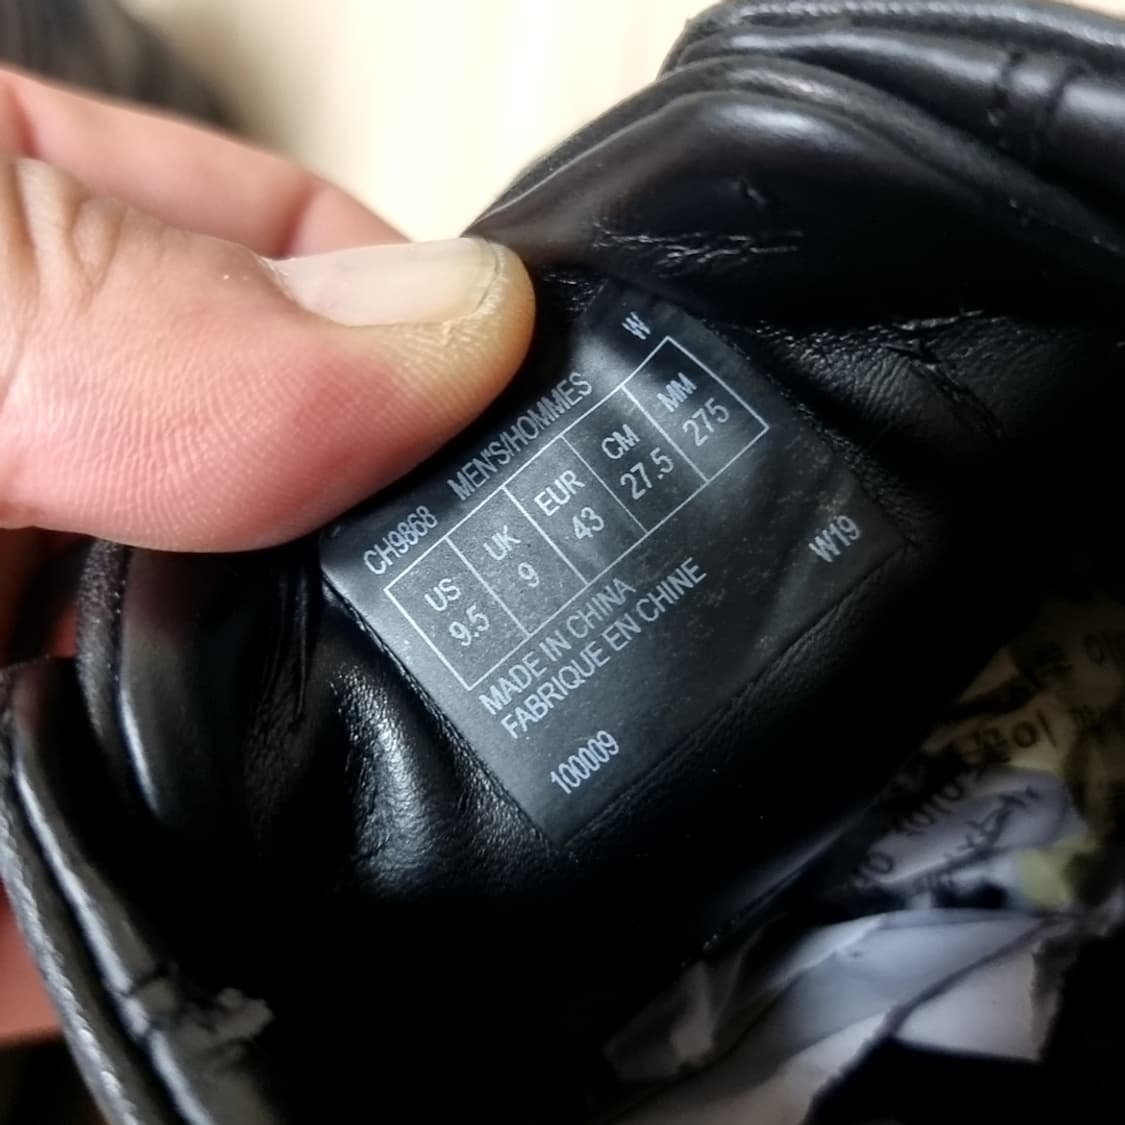 CH9868 MEN'S/HOMMES W
US UK EUR CM MM
9.5 9 43 27.5 275
MADE IN CHINA
FABRIQUE EN CHINE W19
100009